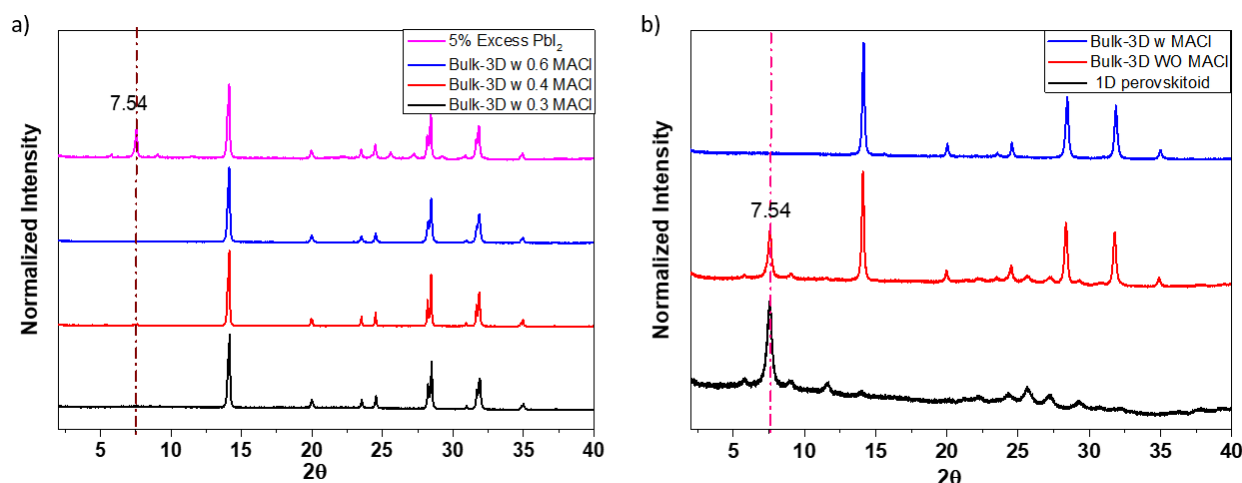 a)
5% Excess PbI₂
Bulk-3D w 0.6 MACl
Bulk-3D w 0.4 MACl
Bulk-3D w 0.3 MACl
7.54
Normalized Intensity
5 10 15 20 25 30 35 40
2θ
b)
Bulk-3D w MACl
Bulk-3D WO MACl
1D perovskitoid
7.54
Normalized Intensity
5 10 15 20 25 30 35 40
2θ